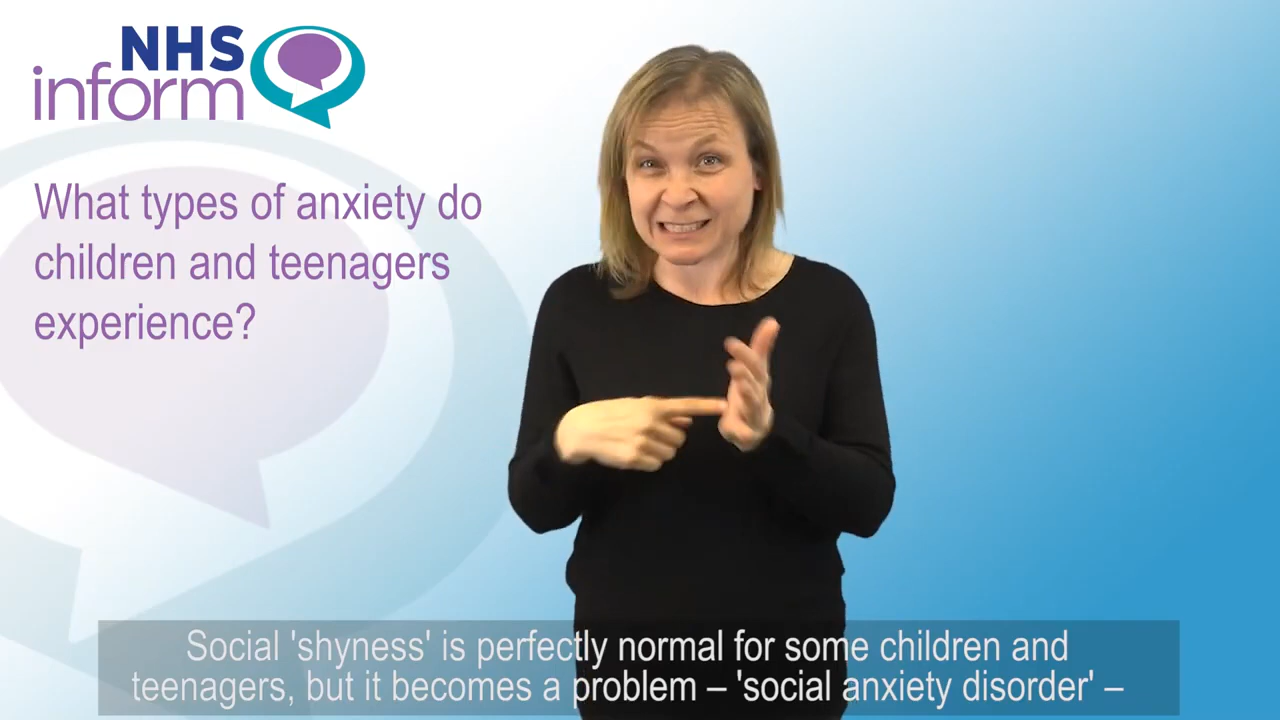 NHS
inform
What types of anxiety do
children and teenagers
experience?
Social 'shyness' is perfectly normal for some children and
teenagers, but it becomes a problem – 'social anxiety disorder' –